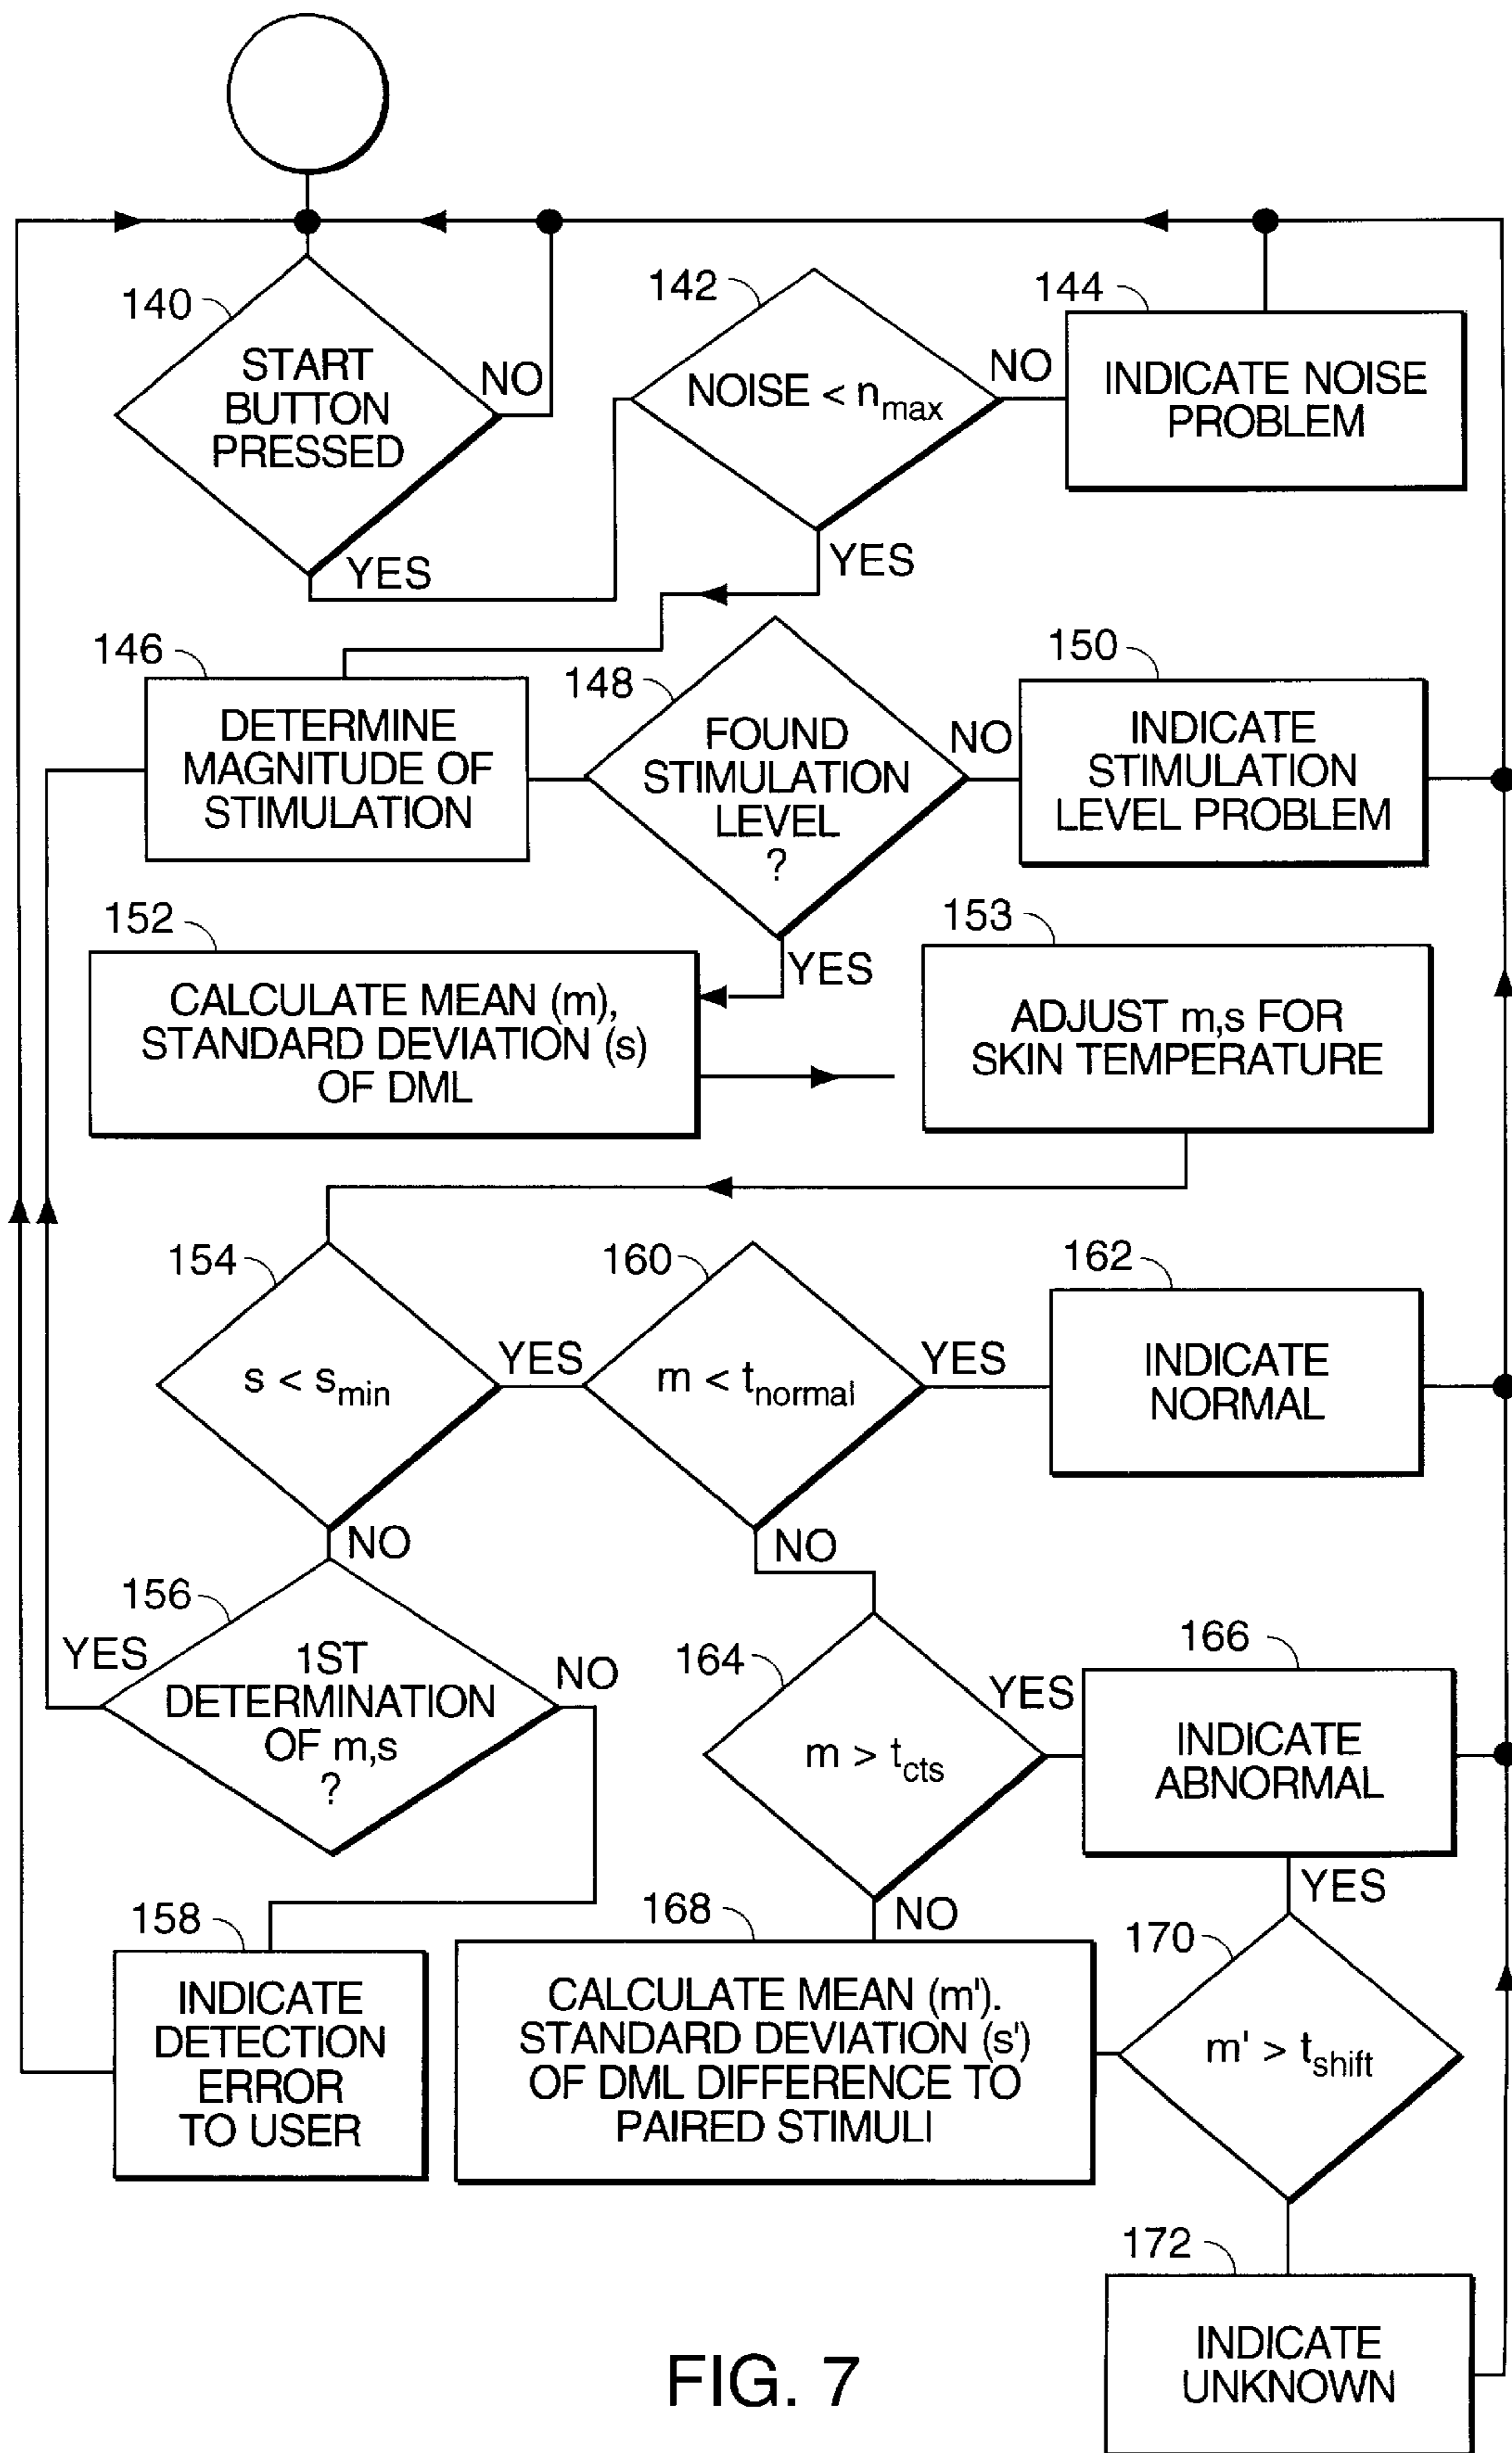 140
START
BUTTON
PRESSED
NO
YES
142
NOISE < nmax
NO
YES
144
INDICATE NOISE
PROBLEM
146
DETERMINE
MAGNITUDE OF
STIMULATION
148
FOUND
STIMULATION
LEVEL
?
NO
YES
150
INDICATE
STIMULATION
LEVEL PROBLEM
152
CALCULATE MEAN (m),
STANDARD DEVIATION (s)
OF DML
153
ADJUST m,s FOR
SKIN TEMPERATURE
154
s < smin
YES
NO
160
m < tnormal
YES
NO
162
INDICATE
NORMAL
156
1ST
DETERMINATION
OF m,s
?
YES
NO
164
m > tcts
YES
NO
166
INDICATE
ABNORMAL
YES
158
INDICATE
DETECTION
ERROR
TO USER
168
CALCULATE MEAN (m').
STANDARD DEVIATION (s')
OF DML DIFFERENCE TO
PAIRED STIMULI
170
m' > tshift
172
INDICATE
UNKNOWN
FIG. 7